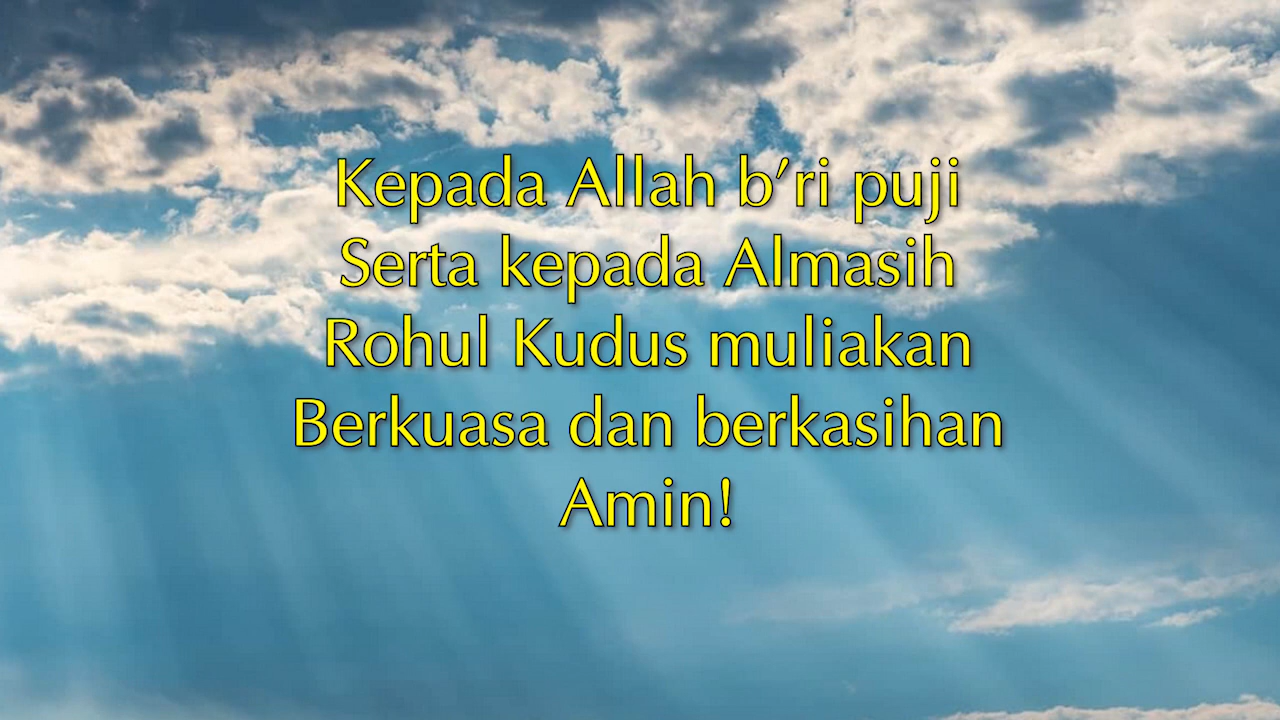 Kepada Allah b’ri puji
Serta kepada Almasih
Rohul Kudus muliakan
Berkuasa dan berkasihan
Amin!